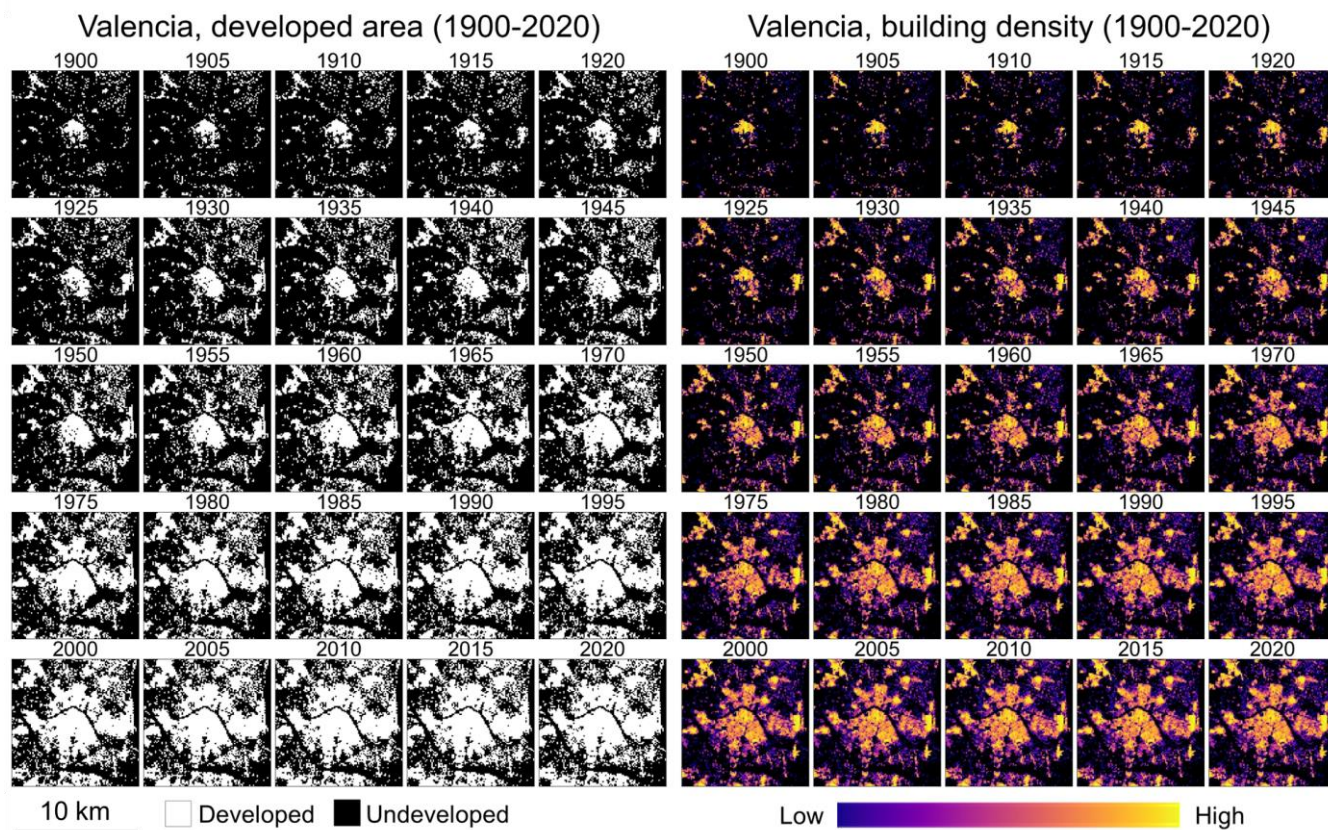 Valencia, developed area (1900-2020)
1900 1905 1910 1915 1920
1925 1930 1935 1940 1945
1950 1955 1960 1965 1970
1975 1980 1985 1990 1995
2000 2005 2010 2015 2020
10 km Developed Undeveloped
Valencia, building density (1900-2020)
1900 1905 1910 1915 1920
1925 1930 1935 1940 1945
1950 1955 1960 1965 1970
1975 1980 1985 1990 1995
2000 2005 2010 2015 2020
Low High